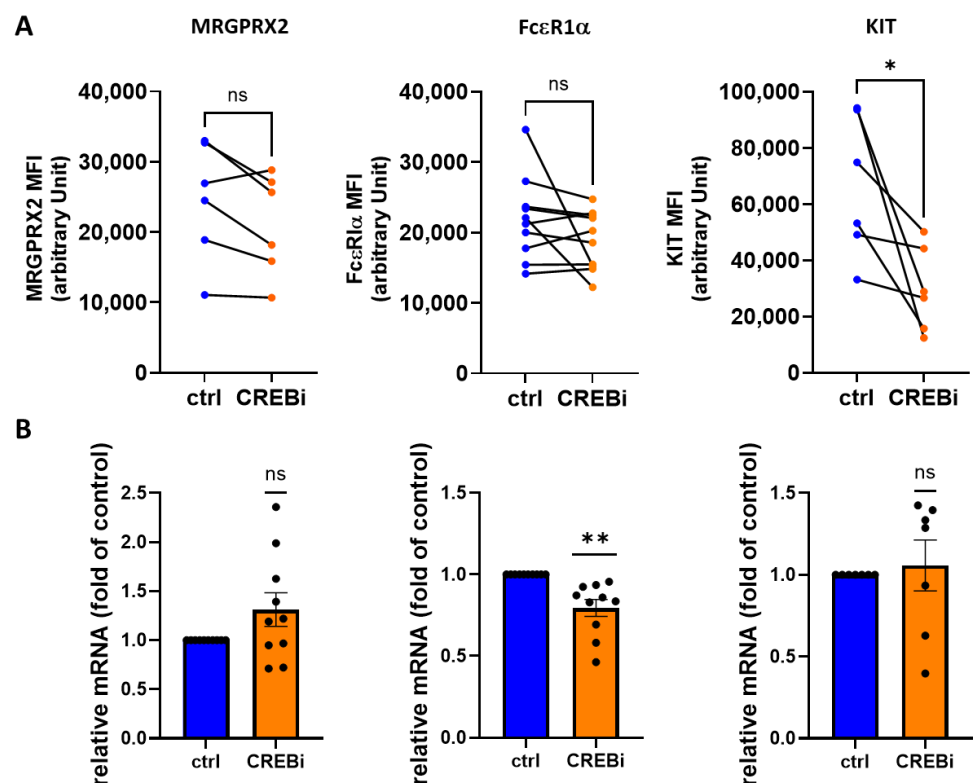 A
MRGPRX2
FcεR1α
KIT
MRGPRX2 MFI
(arbitrary Unit)
40,000
30,000
20,000
10,000
0
ns
ctrl
CREBi
FcεRIα MFI
(arbitrary Unit)
40,000
30,000
20,000
10,000
0
ns
ctrl
CREBi
KIT MFI
(arbitrary Unit)
100,000
80,000
60,000
40,000
20,000
0
*
ctrl
CREBi
B
relative mRNA (fold of control)
2.5
2.0
1.5
1.0
0.5
0.0
ns
ctrl
CREBi
relative mRNA (fold of control)
1.5
1.0
0.5
0.0
**
ctrl
CREBi
relative mRNA (fold of control)
1.5
1.0
0.5
0.0
ns
ctrl
CREBi